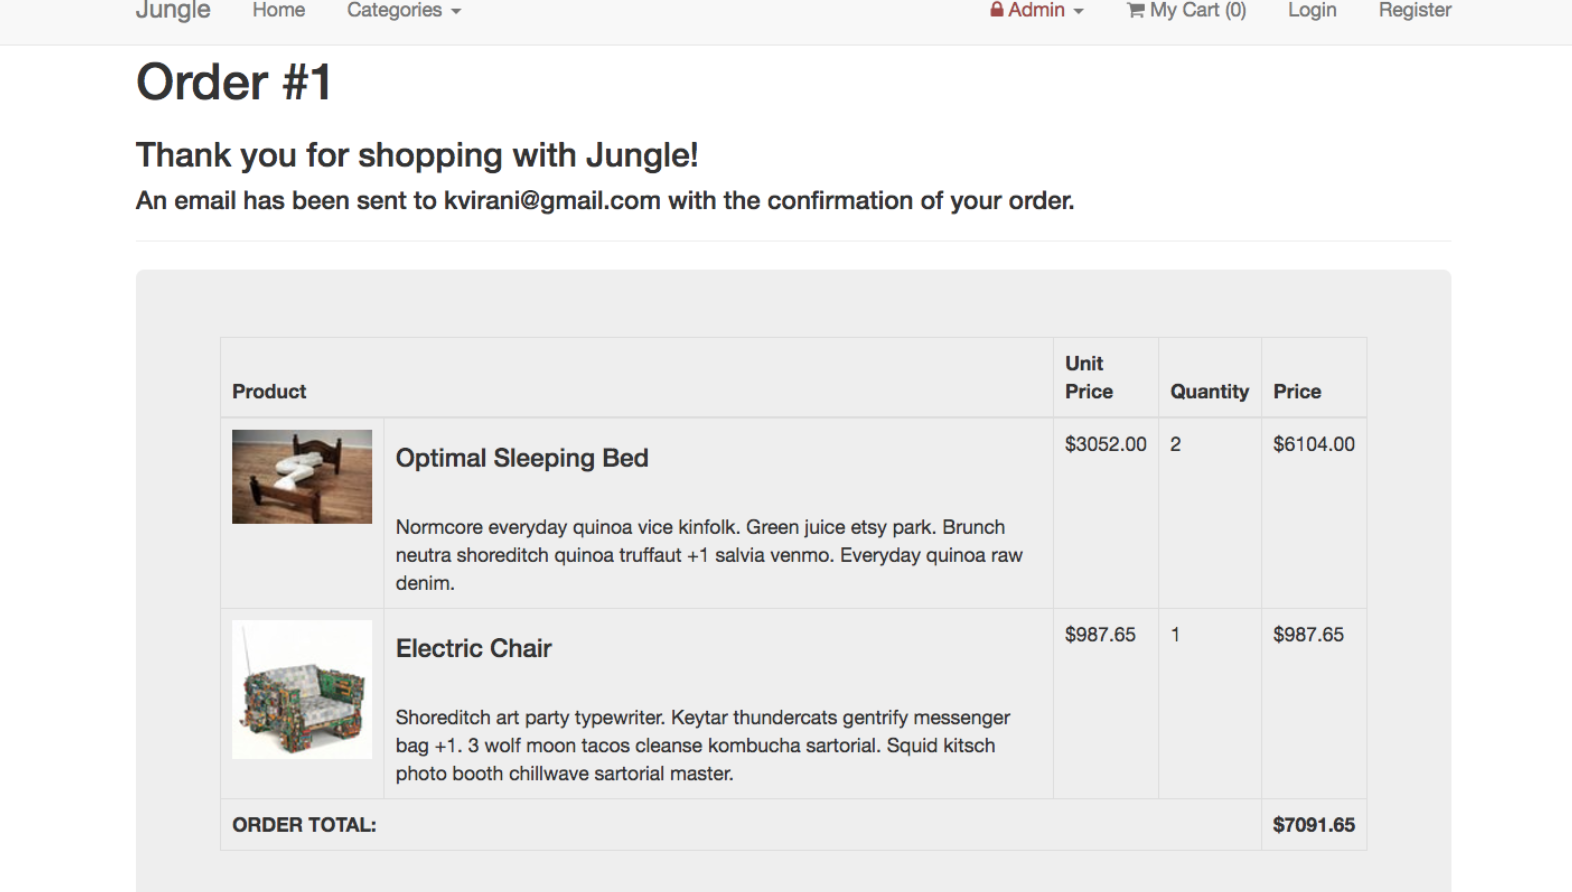 Jungle Home Categories Admin My Cart (0) Login Register
Order #1
Thank you for shopping with Jungle!
An email has been sent to kvirani@gmail.com with the confirmation of your order.
Product Unit Price Quantity Price
Optimal Sleeping Bed $3052.00 2 $6104.00
Normcore everyday quinoa vice kinfolk. Green juice etsy park. Brunch
neutra shoreditch quinoa truffaut +1 salvia venmo. Everyday quinoa raw
denim.
Electric Chair $987.65 1 $987.65
Shoreditch art party typewriter. Keytar thundercats gentrify messenger
bag +1. 3 wolf moon tacos cleanse kombucha sartorial. Squid kitsch
photo booth chillwave sartorial master.
ORDER TOTAL: $7091.65